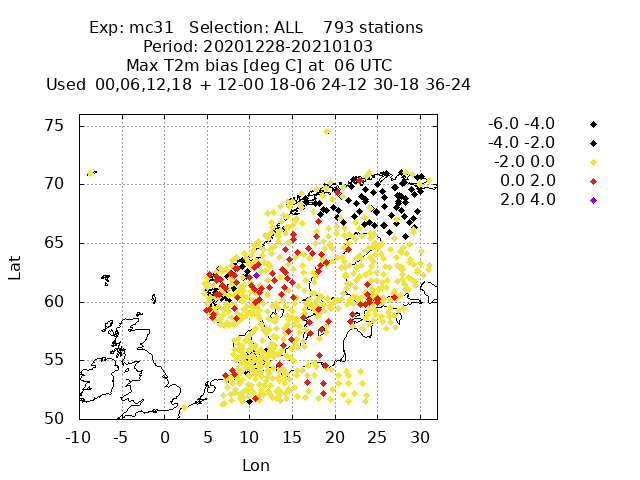 Exp: mc31 Selection: ALL 793 stations
Period: 20201228-20210103
Max T2m bias [deg C] at 06 UTC
Used 00,06,12,18 + 12-00 18-06 24-12 30-18 36-24
-6.0 -4.0
-4.0 -2.0
-2.0 0.0
0.0 2.0
2.0 4.0
75
70
65
60
55
50
Lat
-10 -5 0 5 10 15 20 25 30
Lon